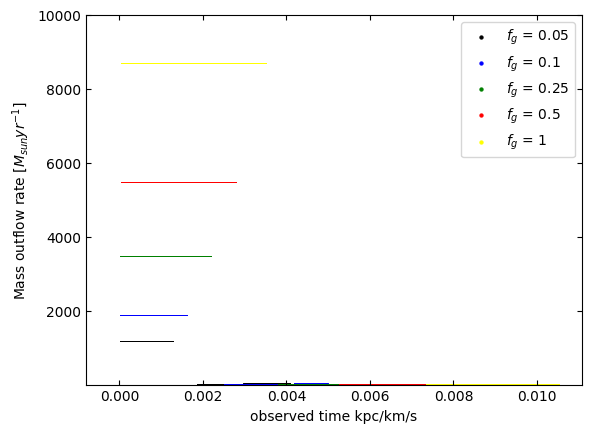 10000
8000
6000
4000
2000
Mass outflow rate [M_{sun}yr^{-1}]
f_g = 0.05
f_g = 0.1
f_g = 0.25
f_g = 0.5
f_g = 1
0.000 0.002 0.004 0.006 0.008 0.010
observed time kpc/km/s